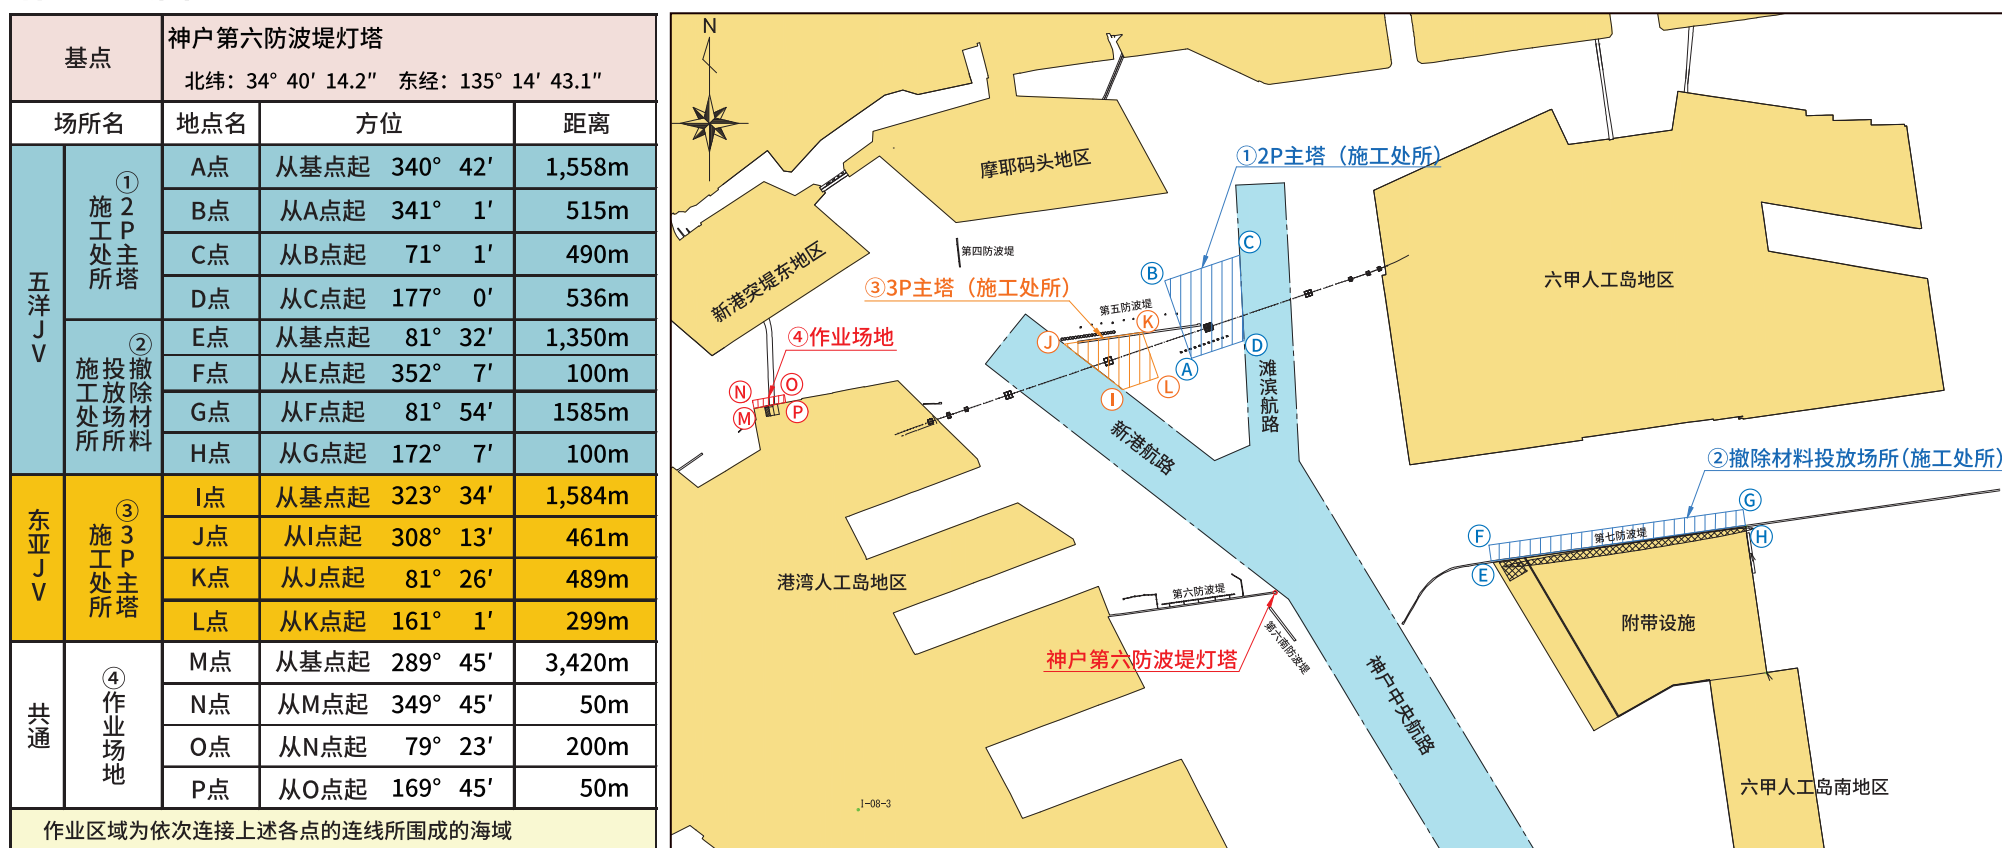 基点
神户第六防波堤灯塔
北纬：34° 40′ 14.2″ 东经：135° 14′ 43.1″
场所名 地点名 方位 距离
五洋JV
①2P主塔
施工处所
A点 从基点起 340° 42′ 1,558m
B点 从A点起 341° 1′ 515m
C点 从B点起 71° 1′ 490m
D点 从C点起 177° 0′ 536m
②撤除材料
投放场所
施工处所
E点 从基点起 81° 32′ 1,350m
F点 从E点起 352° 7′ 100m
G点 从F点起 81° 54′ 1585m
H点 从G点起 172° 7′ 100m
东亚JV
③3P主塔
施工处所
I点 从基点起 323° 34′ 1,584m
J点 从I点起 308° 13′ 461m
K点 从J点起 81° 26′ 489m
L点 从K点起 161° 1′ 299m
共通
④作业场地
M点 从基点起 289° 45′ 3,420m
N点 从M点起 349° 45′ 50m
O点 从N点起 79° 23′ 200m
P点 从O点起 169° 45′ 50m
作业区域为依次连接上述各点的连线所围成的海域
N
摩耶码头地区
①2P主塔（施工处所）
新港突堤东地区
第四防波堤
C
B
六甲人工岛地区
③3P主塔（施工处所）
第五防波堤
K
④作业场地
J
D
A
滩滨航路
N
O
L
I
M
P
新港航路
②撤除材料投放场所(施工处所)
G
F
第七防波堤
H
E
港湾人工岛地区
第六防波堤
附带设施
第六南防波堤
神户第六防波堤灯塔
神户中央航路
六甲人工岛南地区
I-08-3